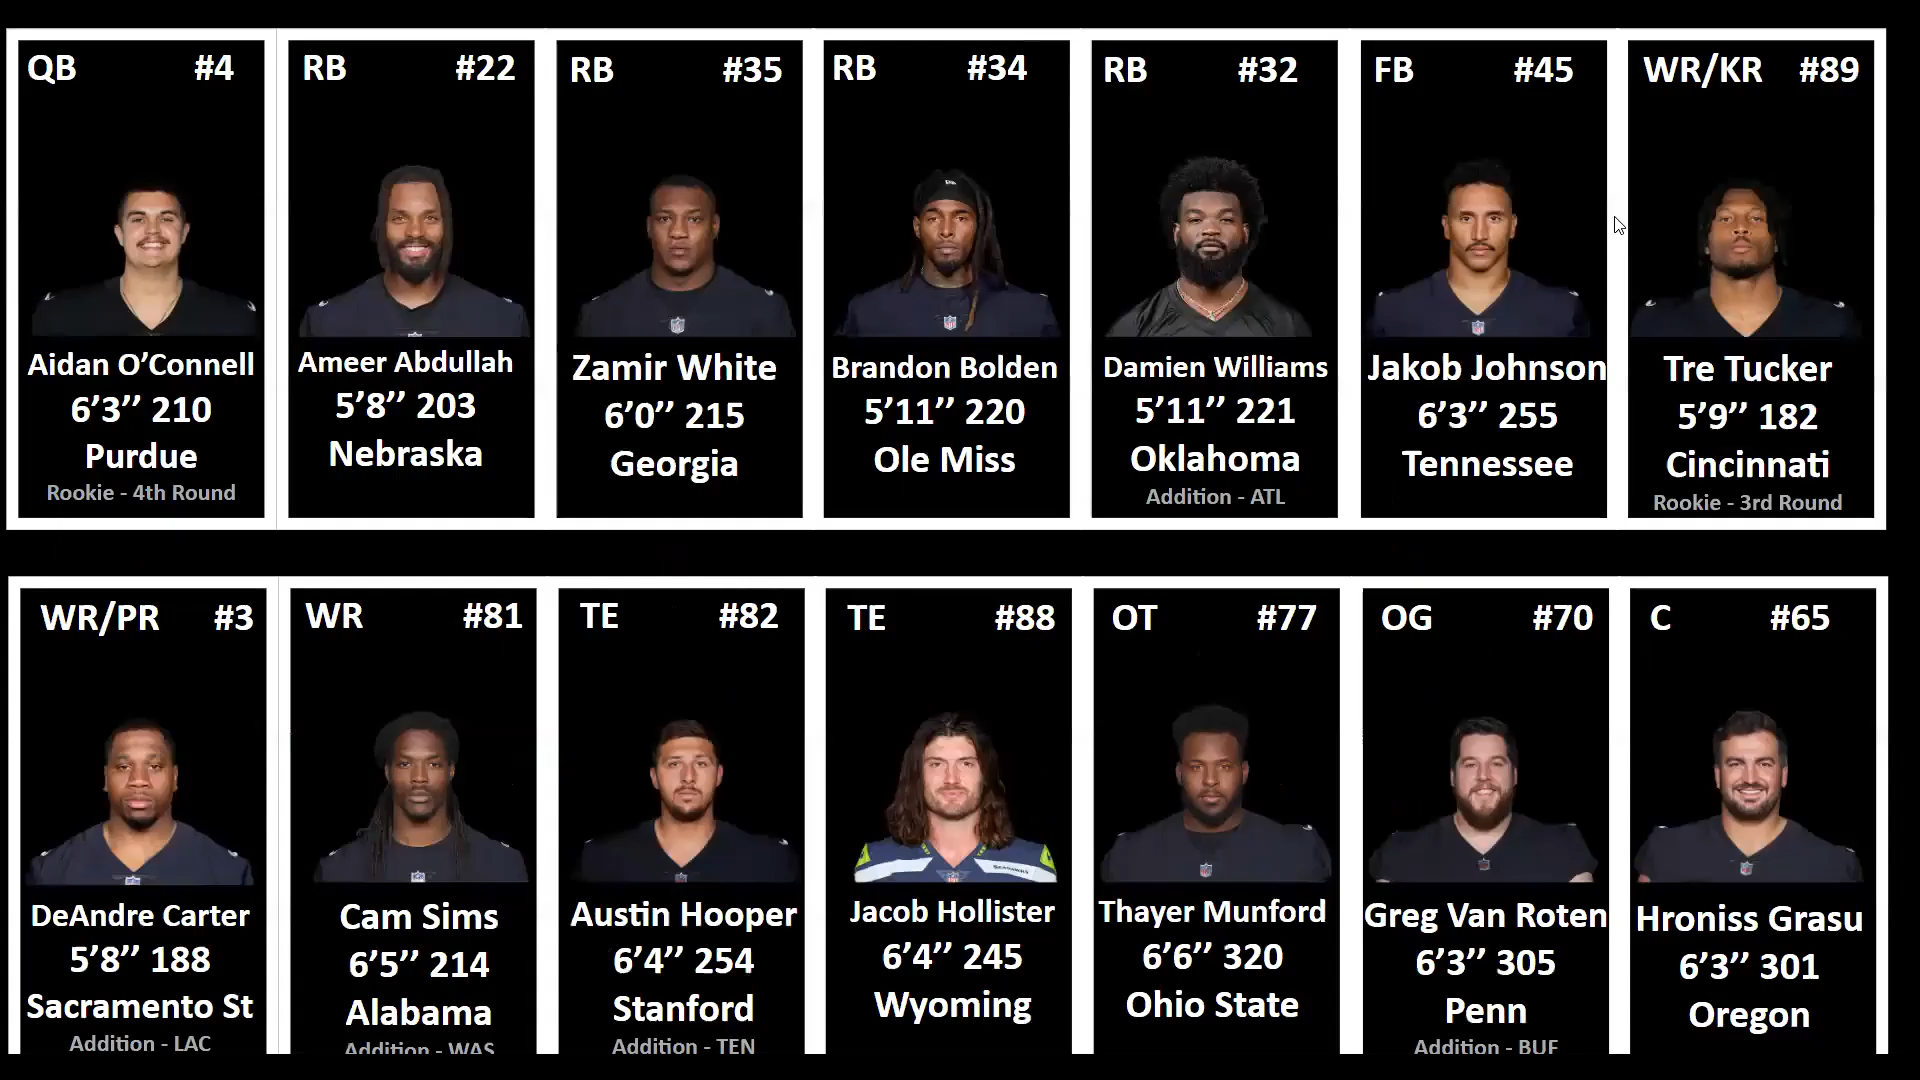 QB #4
Aidan O’Connell
6’3’’ 210
Purdue
Rookie - 4th Round
RB #22
Ameer Abdullah
5’8’’ 203
Nebraska
RB #35
Zamir White
6’0’’ 215
Georgia
RB #34
Brandon Bolden
5’11’’ 220
Ole Miss
RB #32
Damien Williams
5’11’’ 221
Oklahoma
Addition - ATL
FB #45
Jakob Johnson
6’3’’ 255
Tennessee
WR/KR #89
Tre Tucker
5’9’’ 182
Cincinnati
Rookie - 3rd Round
WR/PR #3
DeAndre Carter
5’8’’ 188
Sacramento St
Addition - LAC
WR #81
Cam Sims
6’5’’ 214
Alabama
Addition - WAS
TE #82
Austin Hooper
6’4’’ 254
Stanford
Addition - TEN
TE #88
SEAHAWKS
Jacob Hollister
6’4’’ 245
Wyoming
OT #77
Thayer Munford
6’6’’ 320
Ohio State
OG #70
Greg Van Roten
6’3’’ 305
Penn
Addition - BUF
C #65
Hroniss Grasu
6’3’’ 301
Oregon